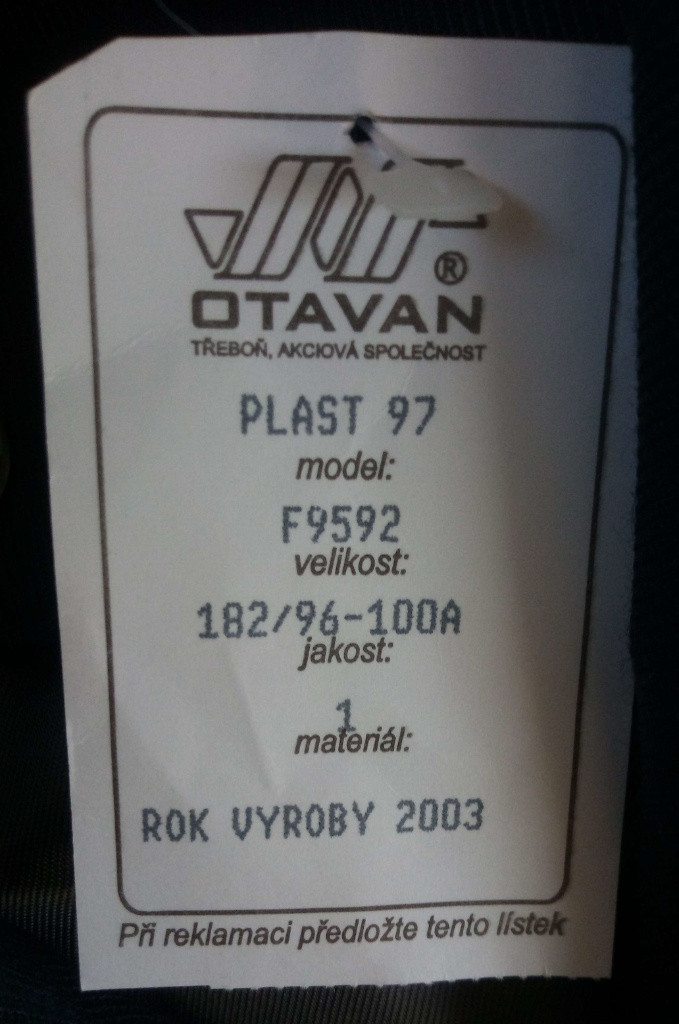 ®
OTAVAN
TŘEBOŇ, AKCIOVÁ SPOLEČNOST
PLAST 97
model:
F9592
velikost:
182/96-100A
jakost:
1
materiál:
ROK VYROBY 2003
Při reklamaci předložte tento lístek